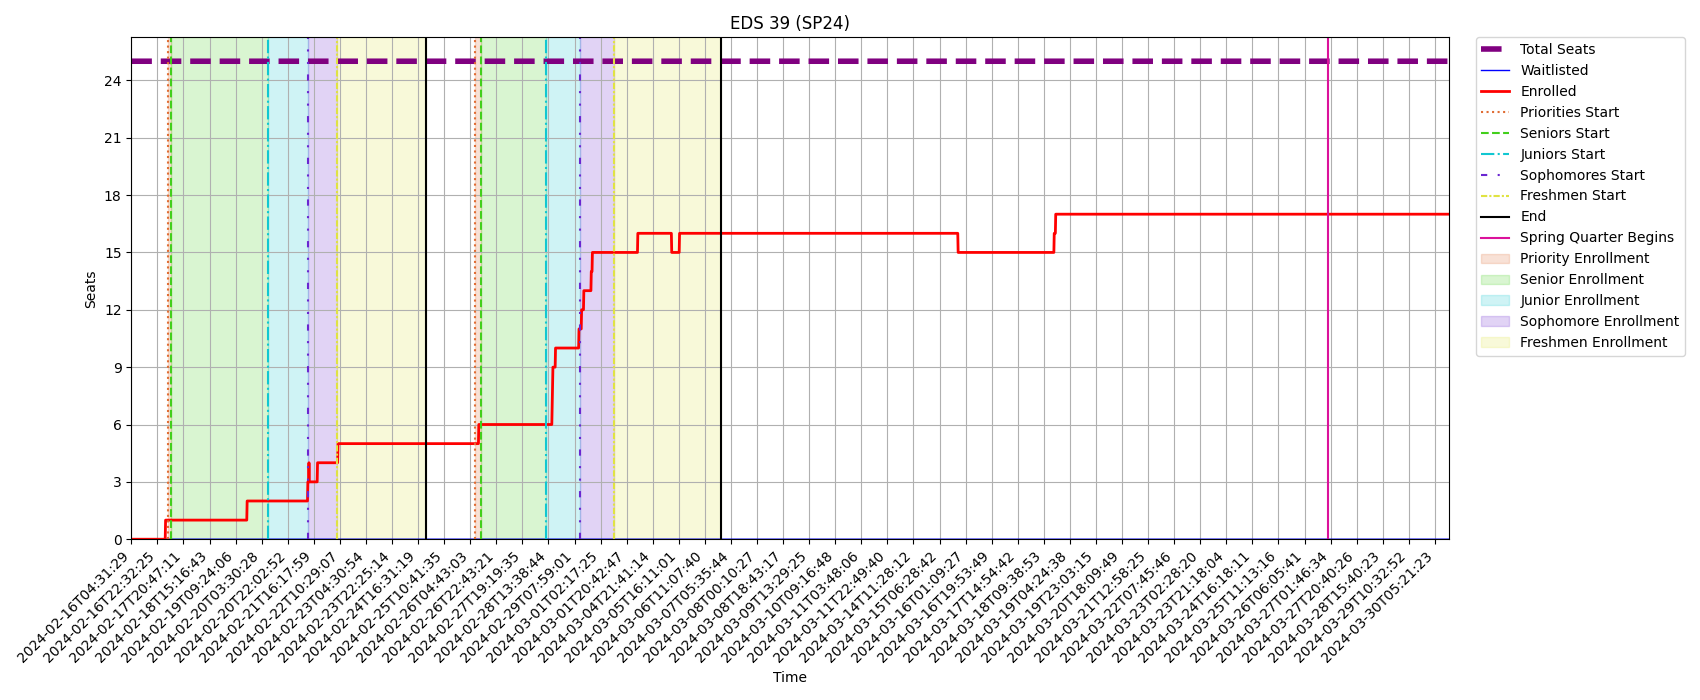 EDS 39 (SP24)
Total Seats
Waitlisted
Enrolled
Priorities Start
Seniors Start
Juniors Start
Sophomores Start
Freshmen Start
End
Spring Quarter Begins
Priority Enrollment
Senior Enrollment
Junior Enrollment
Sophomore Enrollment
Freshmen Enrollment
Seats
24
21
18
15
12
9
6
3
0
2024-02-16T04:31:29
2024-02-16T22:32:25
2024-02-17T20:47:11
2024-02-18T15:16:43
2024-02-19T09:24:06
2024-02-20T03:30:28
2024-02-20T22:02:52
2024-02-21T16:17:59
2024-02-22T10:29:07
2024-02-23T04:30:54
2024-02-23T22:25:14
2024-02-24T16:31:19
2024-02-25T10:41:35
2024-02-26T04:43:03
2024-02-26T22:43:21
2024-02-27T19:19:35
2024-02-28T13:38:44
2024-02-29T07:59:01
2024-03-01T02:17:25
2024-03-01T20:42:47
2024-03-04T21:41:14
2024-03-05T16:11:01
2024-03-06T11:07:40
2024-03-07T05:35:44
2024-03-08T00:10:27
2024-03-08T18:43:17
2024-03-09T13:29:25
2024-03-10T09:16:48
2024-03-11T03:48:06
2024-03-11T22:49:40
2024-03-14T11:28:12
2024-03-15T06:28:42
2024-03-16T01:09:27
2024-03-16T19:53:49
2024-03-17T14:54:42
2024-03-18T09:38:53
2024-03-19T04:24:38
2024-03-19T23:03:15
2024-03-20T18:09:49
2024-03-21T12:58:25
2024-03-22T07:45:46
2024-03-23T02:28:20
2024-03-23T21:18:04
2024-03-24T16:18:11
2024-03-25T11:13:16
2024-03-26T06:05:41
2024-03-27T01:46:34
2024-03-27T20:40:26
2024-03-28T15:40:23
2024-03-29T10:32:52
2024-03-30T05:21:23
Time